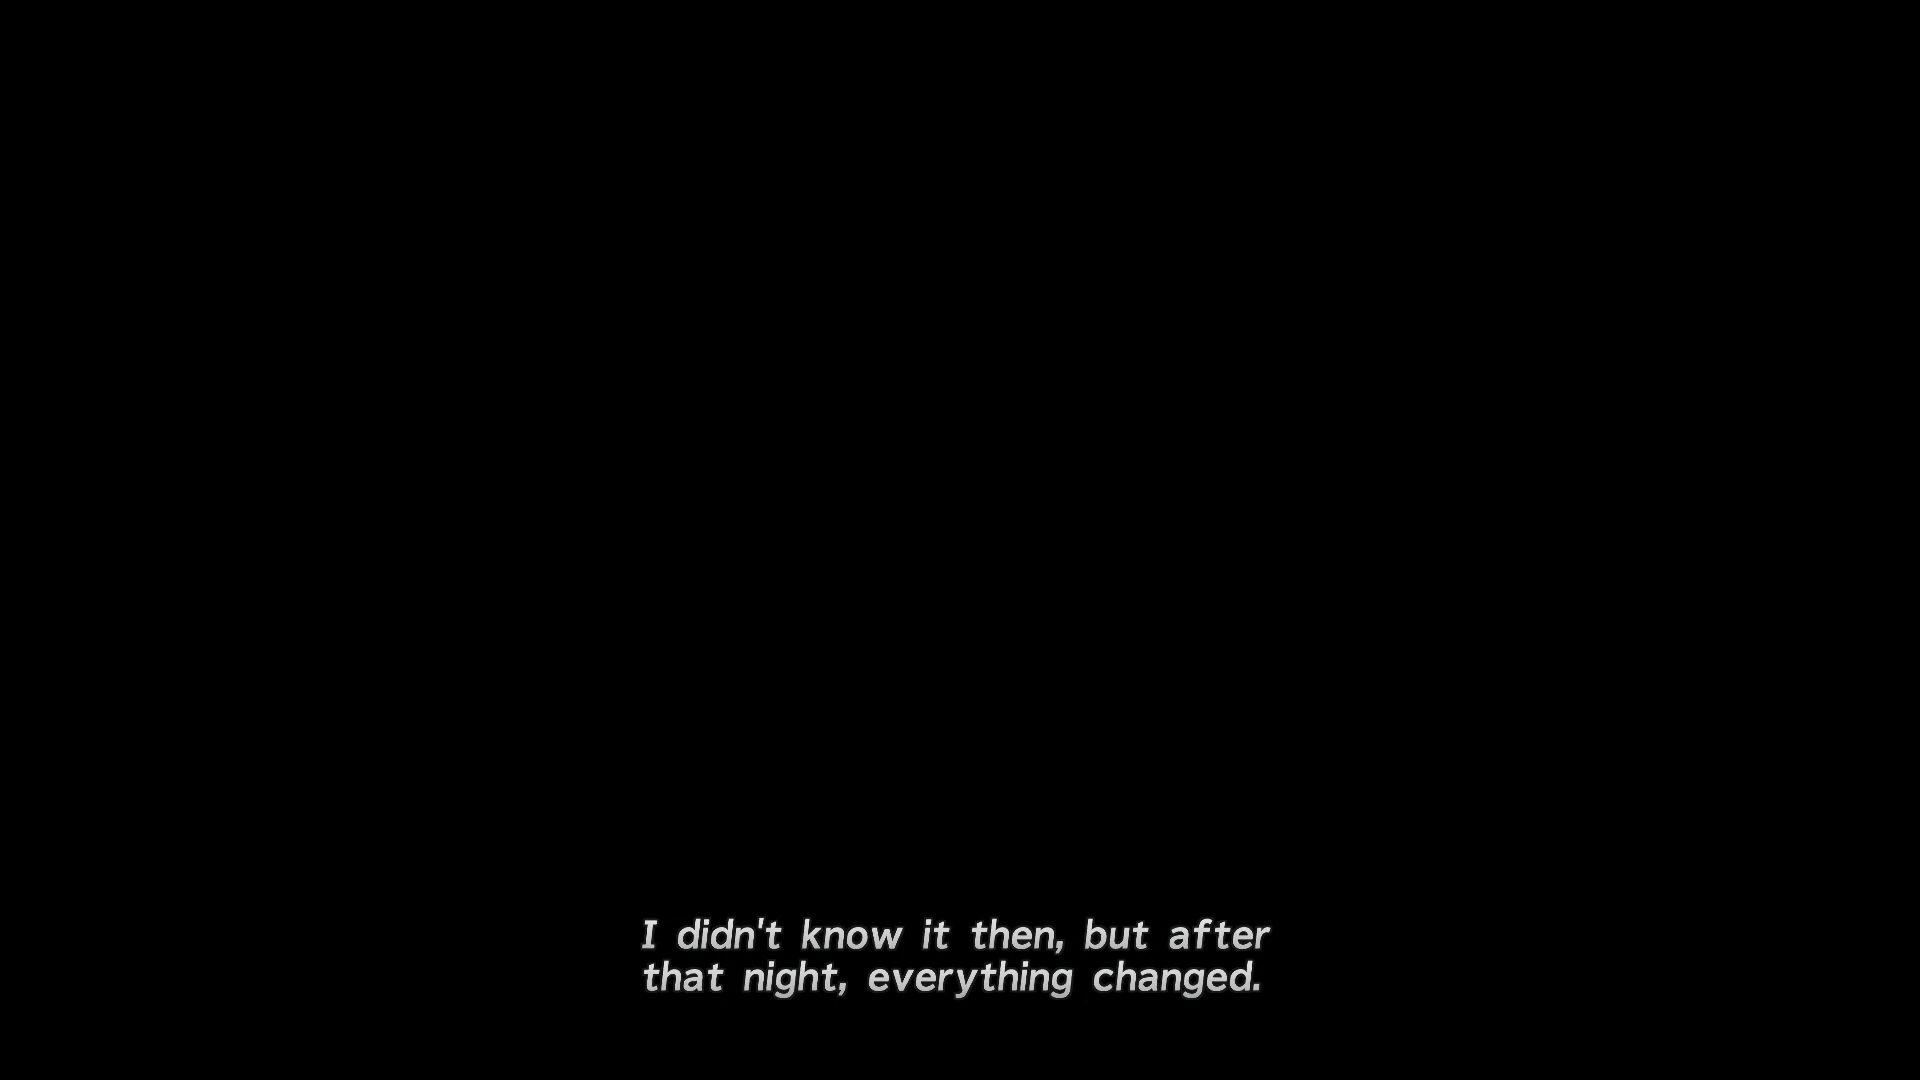 I didn't know it then, but after
that night, everything changed.